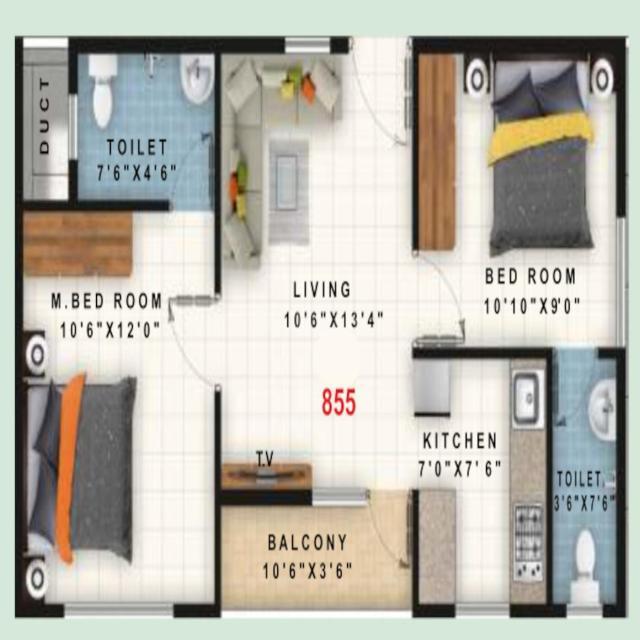 DUCT
TOILET
7'6"X4'6"
M.BED ROOM
10'6"X12'0"
LIVING
10'6"X13'4"
855
BED ROOM
10'10"X9'0"
T.V
KITCHEN
7'0"X7'6"
TOILET
3'6"X7'6"
BALCONY
10'6"X3'6"